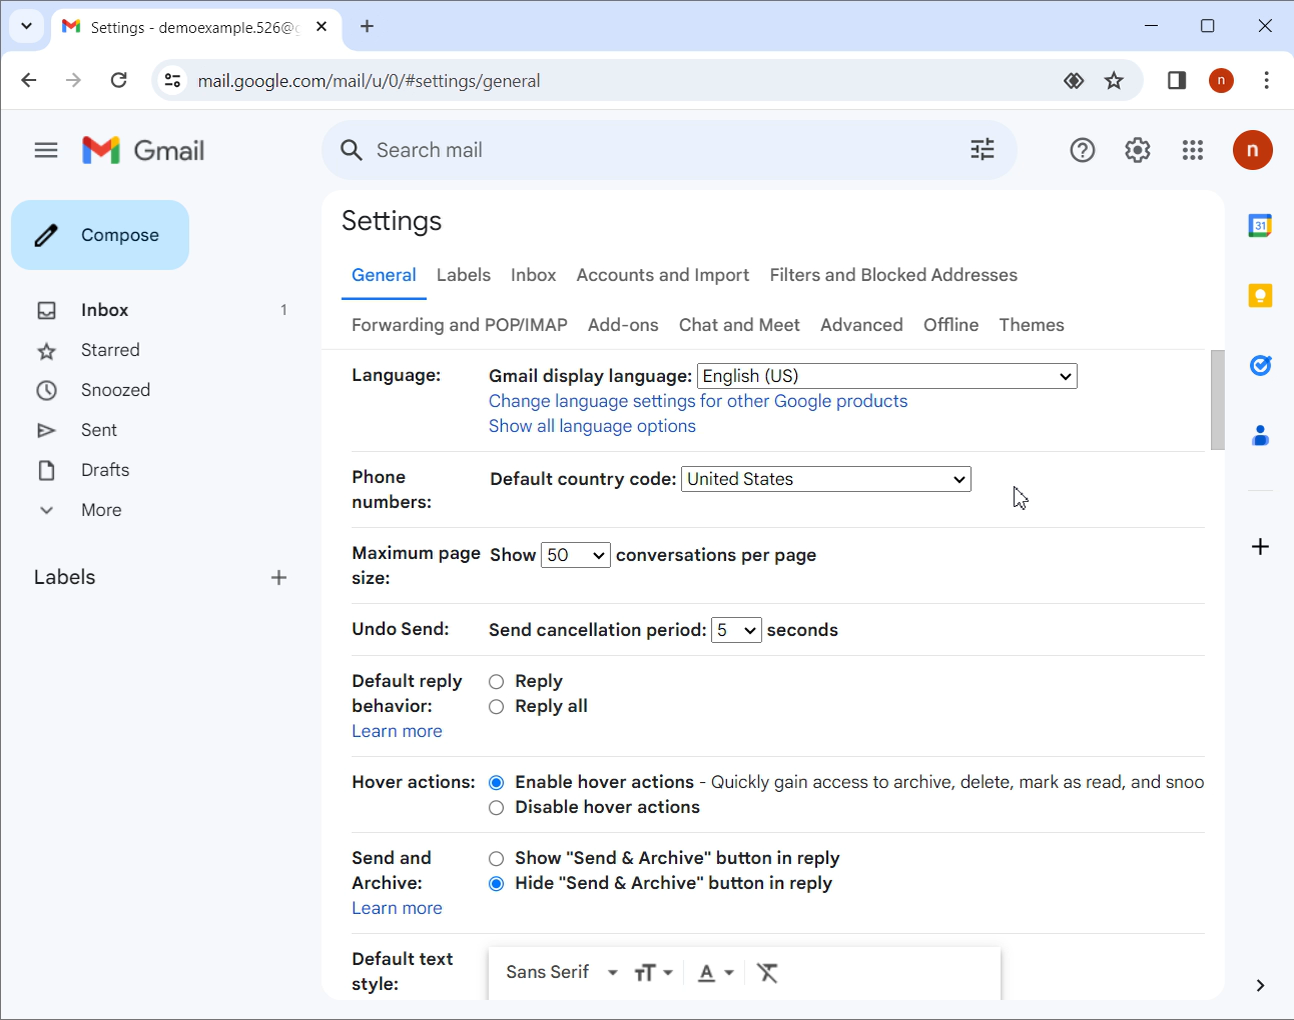 Settings - demoexample.526@
mail.google.com/mail/u/0/#settings/general
n
Gmail
Search mail
n
Compose
Inbox 1
Starred
Snoozed
Sent
Drafts
More
Labels
31
Settings
General Labels Inbox Accounts and Import Filters and Blocked Addresses
Forwarding and POP/IMAP Add-ons Chat and Meet Advanced Offline Themes
Language: Gmail display language: English (US)
Change language settings for other Google products
Show all language options
Phone numbers: Default country code: United States
Maximum page size: Show 50 conversations per page
Undo Send: Send cancellation period: 5 seconds
Default reply behavior: Reply
Reply all
Learn more
Hover actions: Enable hover actions - Quickly gain access to archive, delete, mark as read, and snoo
Disable hover actions
Send and Archive: Show "Send & Archive" button in reply
Hide "Send & Archive" button in reply
Learn more
Default text style: Sans Serif